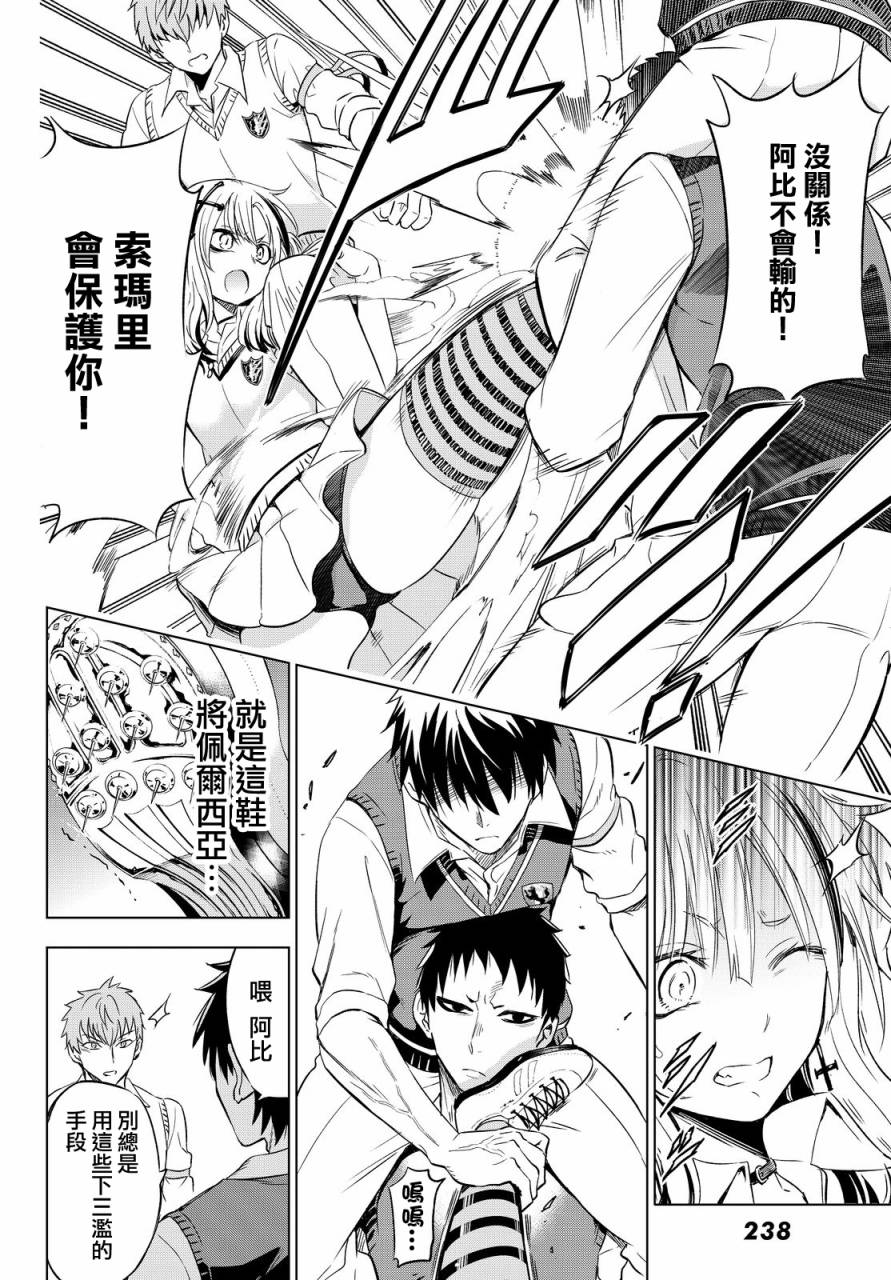 沒關係！
阿比不會輸的！
索瑪里
會保護你！
就是這鞋
將佩爾西亞…
嗚嗚…
喂 阿比
別總是
用這些下三濫的
手段
238